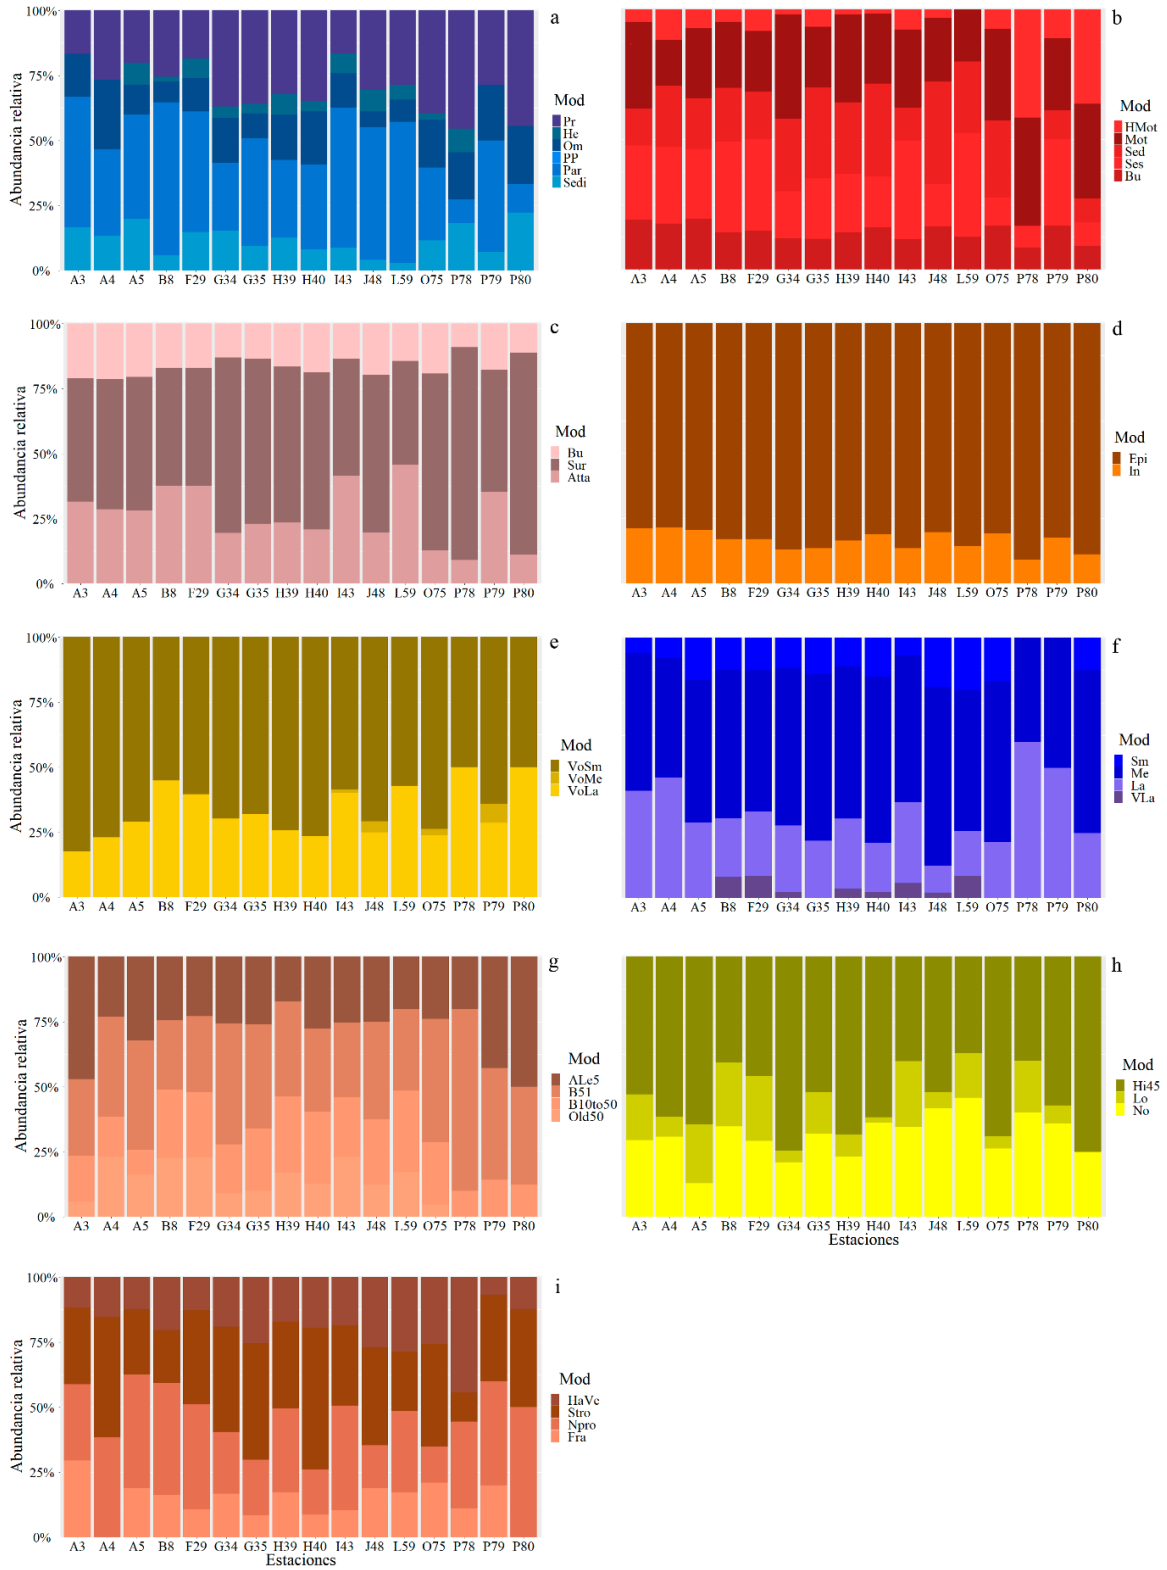 a
100%
75%
50%
25%
0%
Abundancia relativa
A3 A4 A5 B8 F29 G34 G35 H39 H40 I43 J48 L59 O75 P78 P79 P80
Mod
Pr
He
Om
PP
Par
Sedi
b
A3 A4 A5 B8 F29 G34 G35 H39 H40 I43 J48 L59 O75 P78 P79 P80
Mod
HMot
Mot
Sed
Ses
Bu
c
100%
75%
50%
25%
0%
Abundancia relativa
A3 A4 A5 B8 F29 G34 G35 H39 H40 I43 J48 L59 O75 P78 P79 P80
Mod
Bu
Sur
Atta
d
A3 A4 A5 B8 F29 G34 G35 H39 H40 I43 J48 L59 O75 P78 P79 P80
Mod
Epi
In
e
100%
75%
50%
25%
0%
Abundancia relativa
A3 A4 A5 B8 F29 G34 G35 H39 H40 I43 J48 L59 O75 P78 P79 P80
Mod
VoSm
VoMe
VoLa
f
A3 A4 A5 B8 F29 G34 G35 H39 H40 I43 J48 L59 O75 P78 P79 P80
Mod
Sm
Me
La
VLa
g
100%
75%
50%
25%
0%
Abundancia relativa
A3 A4 A5 B8 F29 G34 G35 H39 H40 I43 J48 L59 O75 P78 P79 P80
Mod
ALe5
B51
B10to50
Old50
h
A3 A4 A5 B8 F29 G34 G35 H39 H40 I43 J48 L59 O75 P78 P79 P80
Estaciones
Mod
Hi45
Lo
No
i
100%
75%
50%
25%
0%
Abundancia relativa
A3 A4 A5 B8 F29 G34 G35 H39 H40 I43 J48 L59 O75 P78 P79 P80
Estaciones
Mod
HaVe
Stro
Npro
Fra